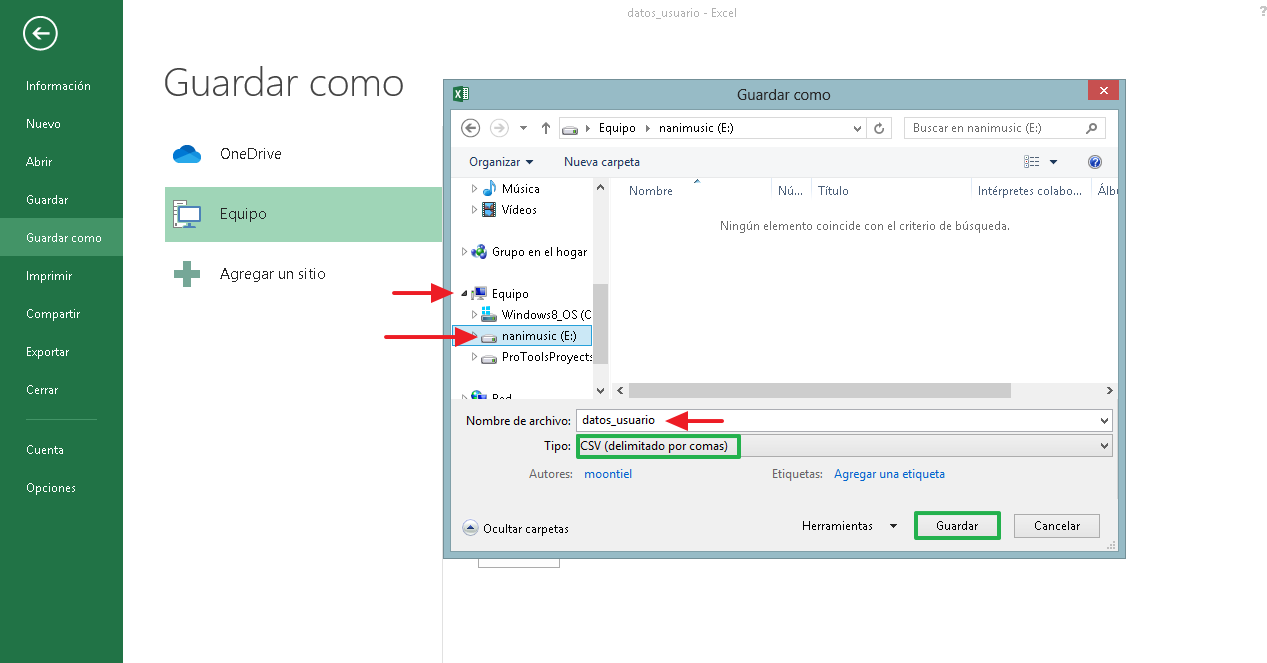 datos_usuario - Excel
?
Información
Nuevo
Abrir
Guardar
Guardar como
Imprimir
Compartir
Exportar
Cerrar
Cuenta
Opciones
Guardar como
OneDrive
Equipo
Agregar un sitio
Guardar como
Equipo nanimusic (E:)
Buscar en nanimusic (E:)
Organizar
Nueva carpeta
Música
Vídeos
Grupo en el hogar
Equipo
Windows8_OS (C
nanimusic (E:)
ProToolsProyects
Red
Nombre Nú... Título Intérpretes colabo... Álbu
Ningún elemento coincide con el criterio de búsqueda.
Nombre de archivo: datos_usuario
Tipo: CSV (delimitado por comas)
Autores: moontiel Etiquetas: Agregar una etiqueta
Ocultar carpetas Herramientas Guardar Cancelar